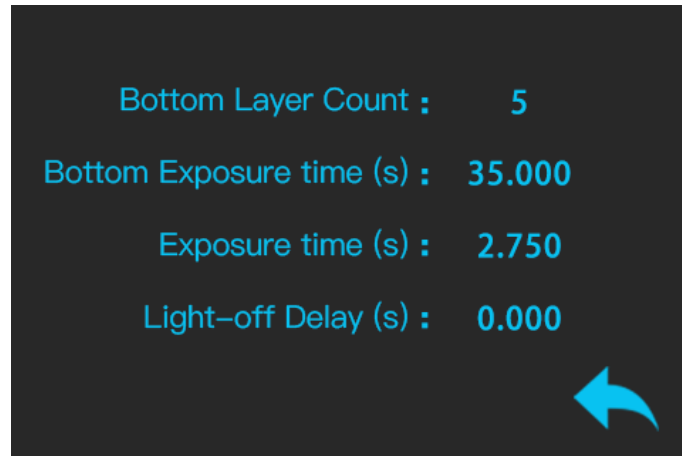 Bottom Layer Count : 5
Bottom Exposure time (s) : 35.000
Exposure time (s) : 2.750
Light-off Delay (s) : 0.000